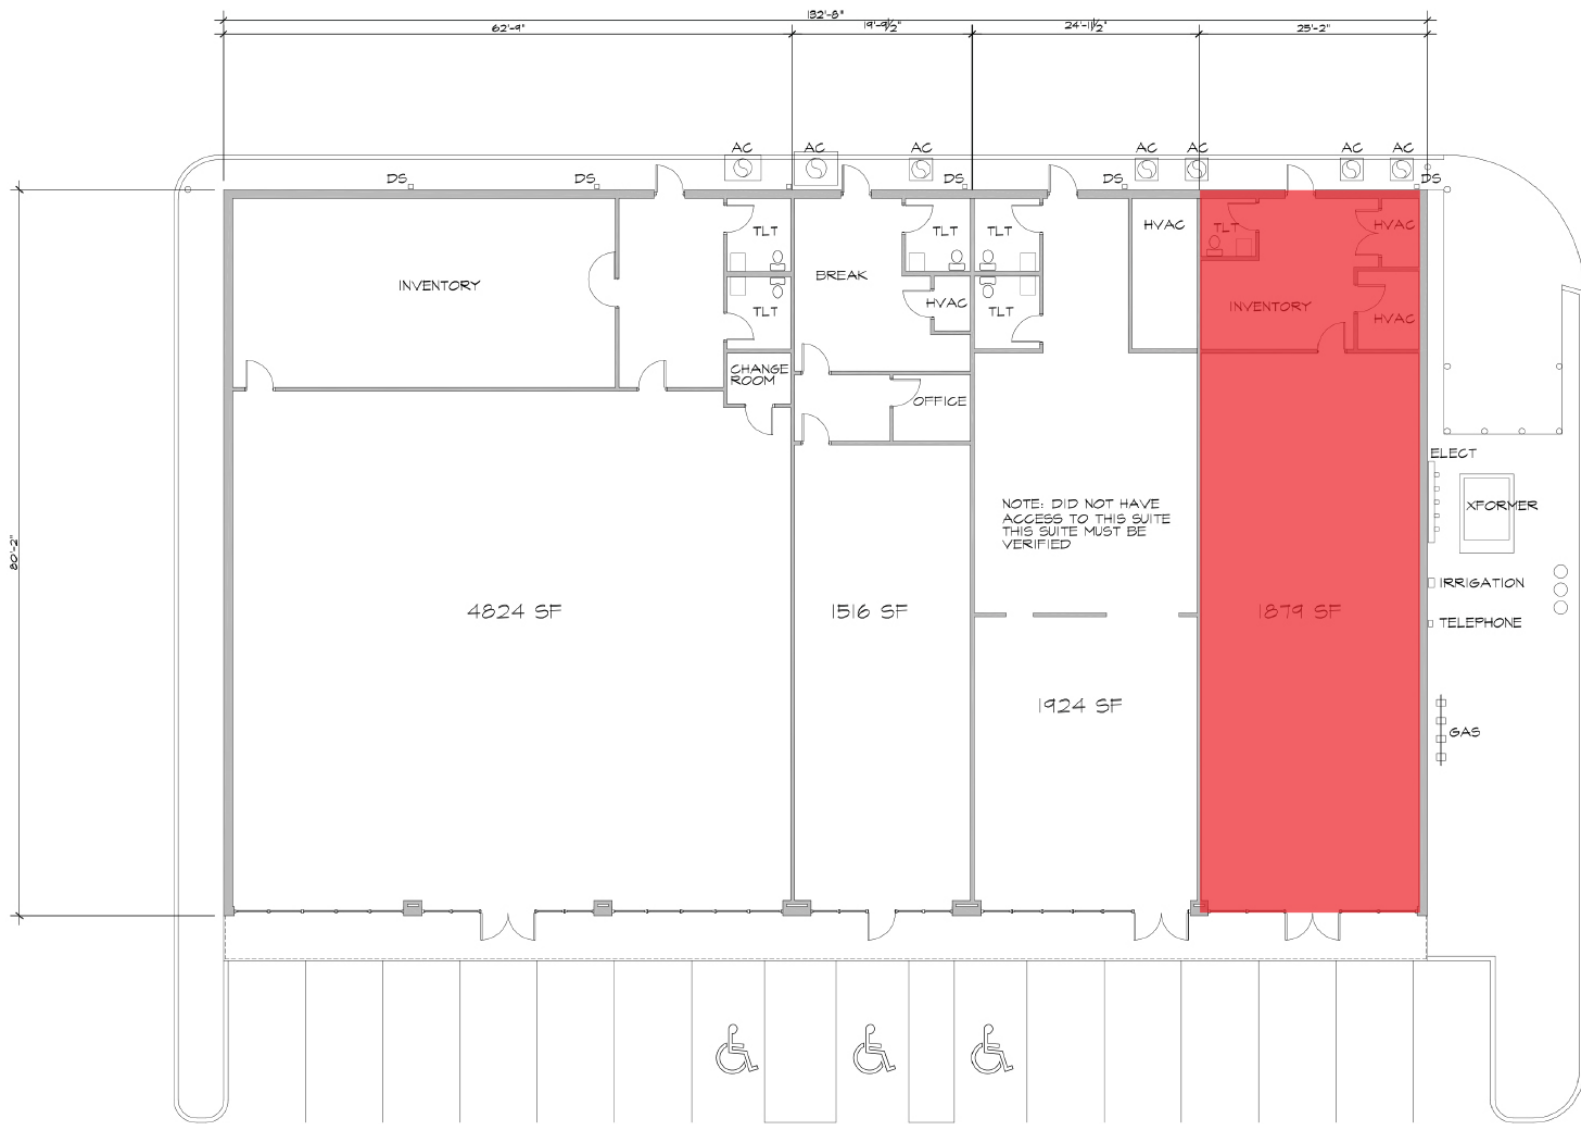 132'-8"
62'-9"
19'-9½"
24'-11½"
25'-2"
AC
AC
AC
AC
AC
AC
AC
DS
DS
DS
DS
DS
TLT
TLT
TLT
TLT
HVAC
HVAC
BREAK
INVENTORY
HVAC
INVENTORY
TLT
TLT
HVAC
CHANGE
ROOM
OFFICE
ELECT
NOTE: DID NOT HAVE
ACCESS TO THIS SUITE
THIS SUITE MUST BE
VERIFIED
XFORMER
80'-2"
IRRIGATION
4824 SF
1516 SF
1879 SF
TELEPHONE
1924 SF
GAS